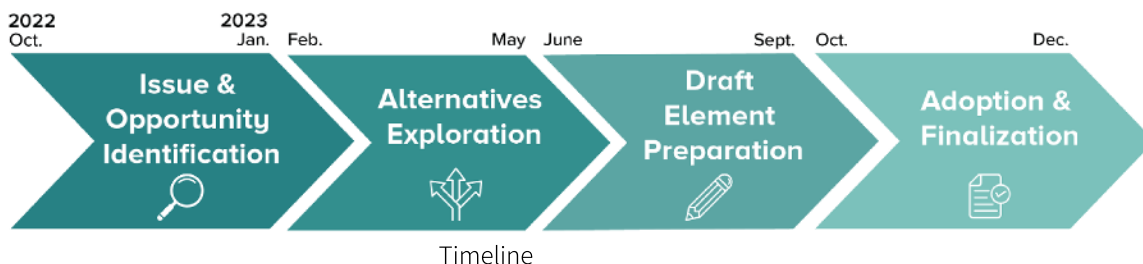 2022
2023
Oct.
Jan.
Feb.
May
June
Sept.
Oct.
Dec.
Issue &
Opportunity
Identification
Alternatives
Exploration
Draft
Element
Preparation
Adoption &
Finalization
Timeline